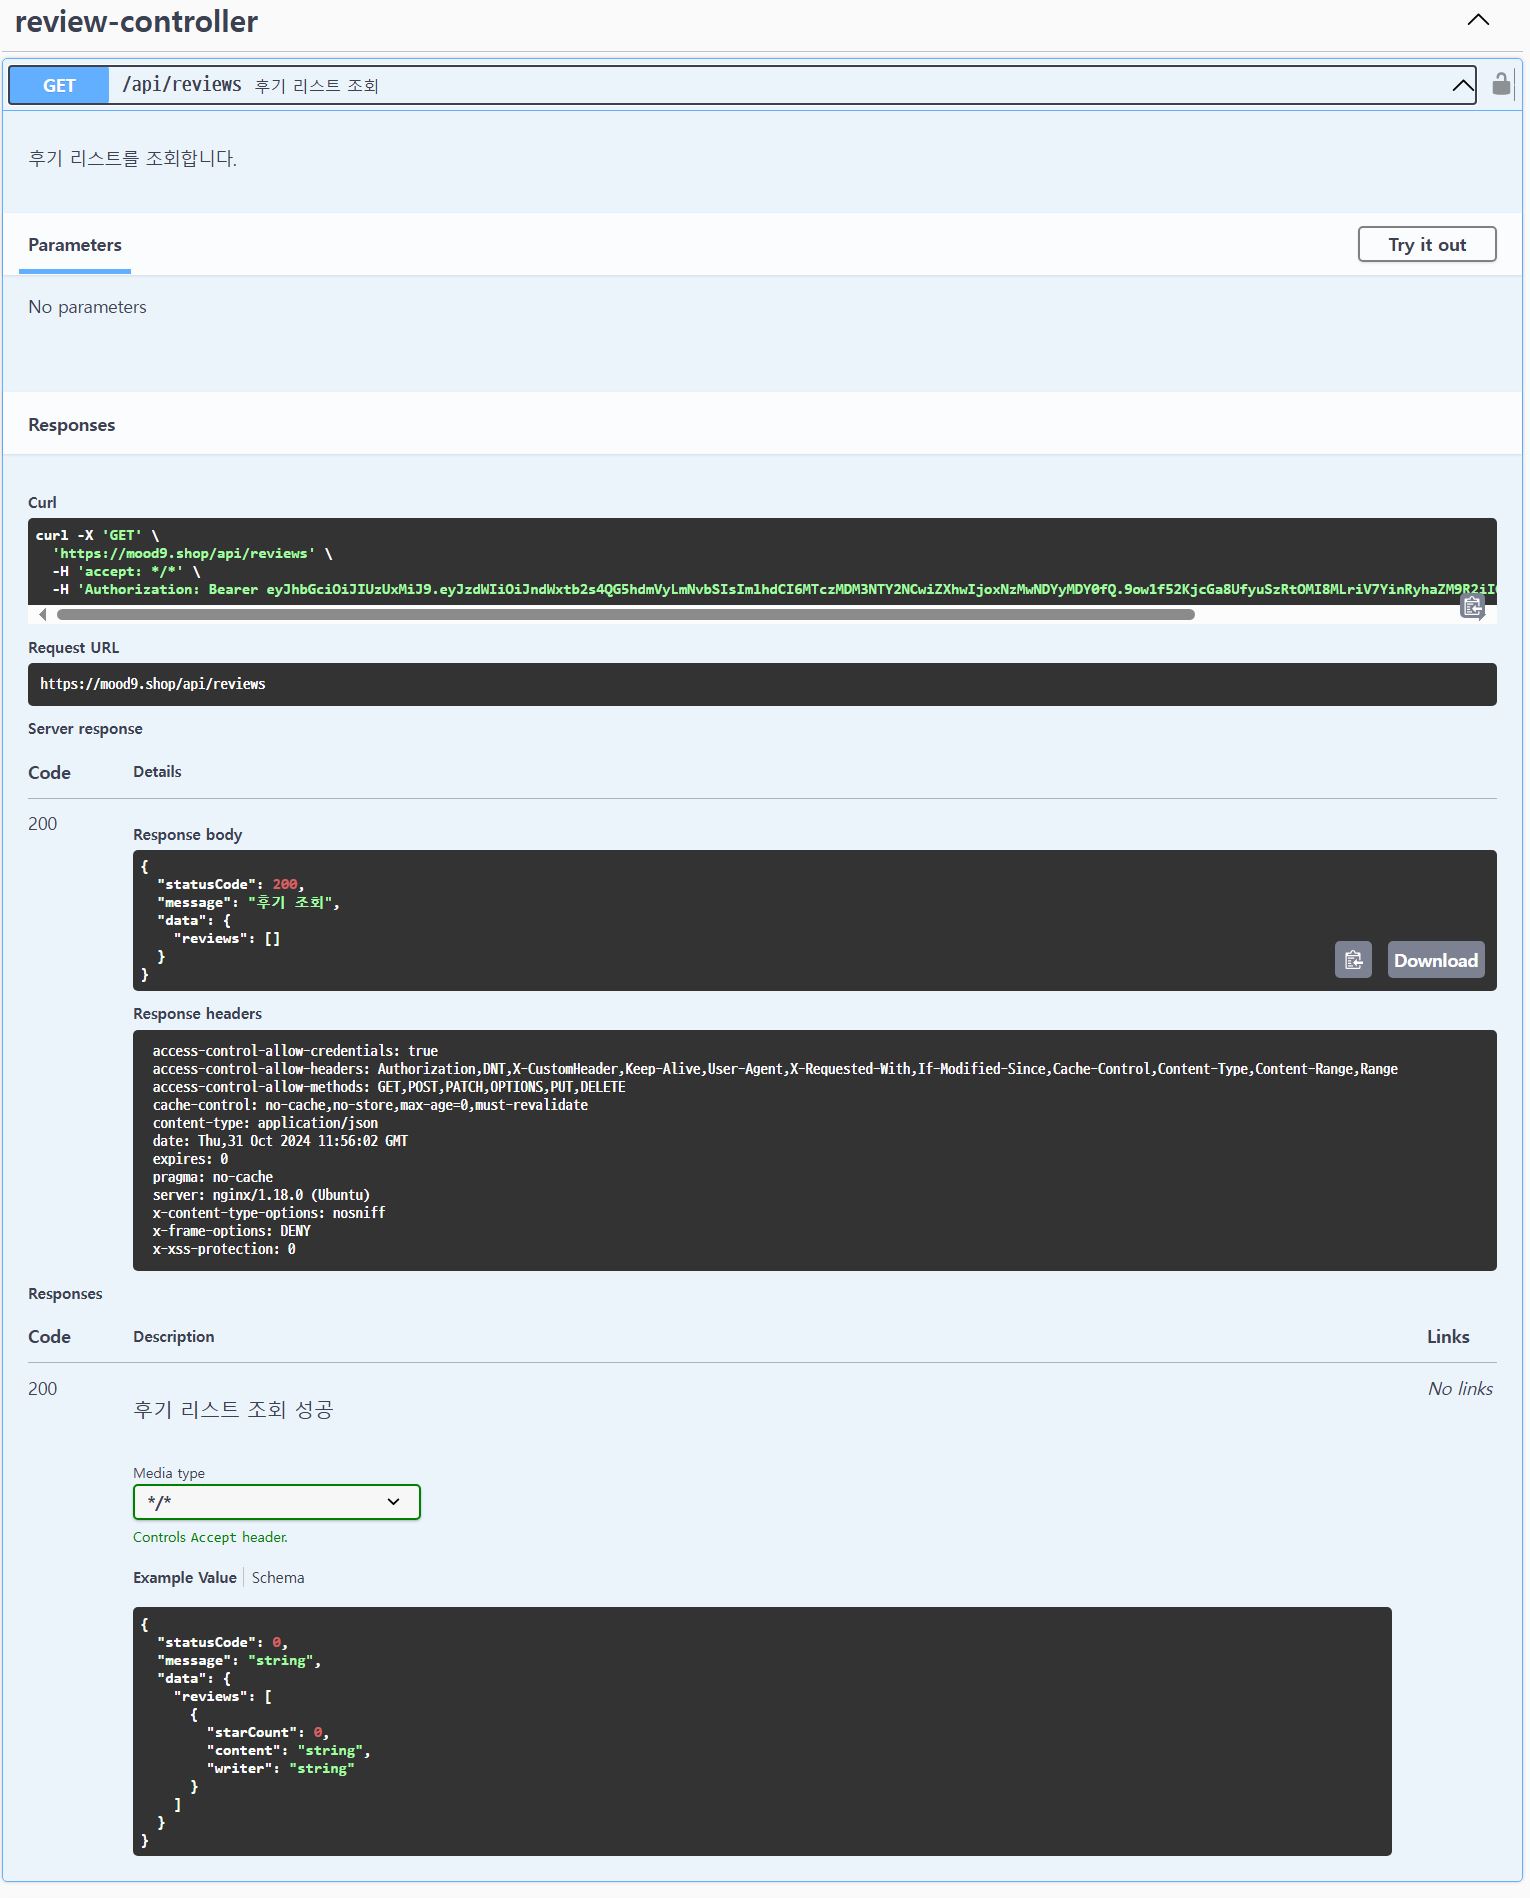 review-controller
GET /api/reviews 후기 리스트 조회
후기 리스트를 조회합니다.
Parameters
Try it out
No parameters
Responses
Curl
curl -X 'GET' \
  'https://mood9.shop/api/reviews' \
  -H 'accept: */*' \
  -H 'Authorization: Bearer eyJhbGciOiJIUzUxMiJ9.eyJzdWIiOiJndWxtb2s4QG5hdmVyLmNvbSIsImlhdCI6MTczMDM3NTY2NCwiZXhwIjoxNzMwNDYyMDY0fQ.9ow1f52KjcGa8UfyuSzRtOMI8MLriV7YinRyhaZM9R2iI
Request URL
https://mood9.shop/api/reviews
Server response
Code Details
200
Response body
{
  "statusCode": 200,
  "message": "후기 조회",
  "data": {
    "reviews": []
  }
}
Download
Response headers
access-control-allow-credentials: true
access-control-allow-headers: Authorization,DNT,X-CustomHeader,Keep-Alive,User-Agent,X-Requested-With,If-Modified-Since,Cache-Control,Content-Type,Content-Range,Range
access-control-allow-methods: GET,POST,PATCH,OPTIONS,PUT,DELETE
cache-control: no-cache,no-store,max-age=0,must-revalidate
content-type: application/json
date: Thu,31 Oct 2024 11:56:02 GMT
expires: 0
pragma: no-cache
server: nginx/1.18.0 (Ubuntu)
x-content-type-options: nosniff
x-frame-options: DENY
x-xss-protection: 0
Responses
Code Description Links
200 No links
후기 리스트 조회 성공
Media type
*/*
Controls Accept header.
Example Value Schema
{
  "statusCode": 0,
  "message": "string",
  "data": {
    "reviews": [
      {
        "starCount": 0,
        "content": "string",
        "writer": "string"
      }
    ]
  }
}